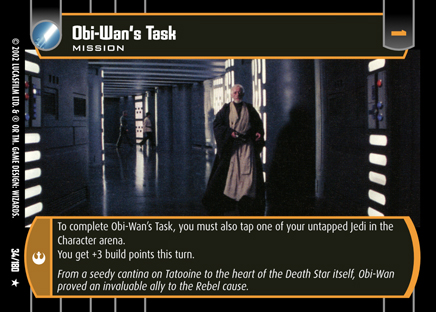 Obi-Wan's Task
1
MISSION
To complete Obi-Wan's Task, you must also tap one of your untapped Jedi in the
Character arena.
You get +3 build points this turn.
From a seedy cantina on Tatooine to the heart of the Death Star itself, Obi-Wan
proved an invaluable ally to the Rebel cause.
© 2002 LUCASFILM LTD. & ® OR TM. GAME DESIGN: WIZARDS.
34/180 ★